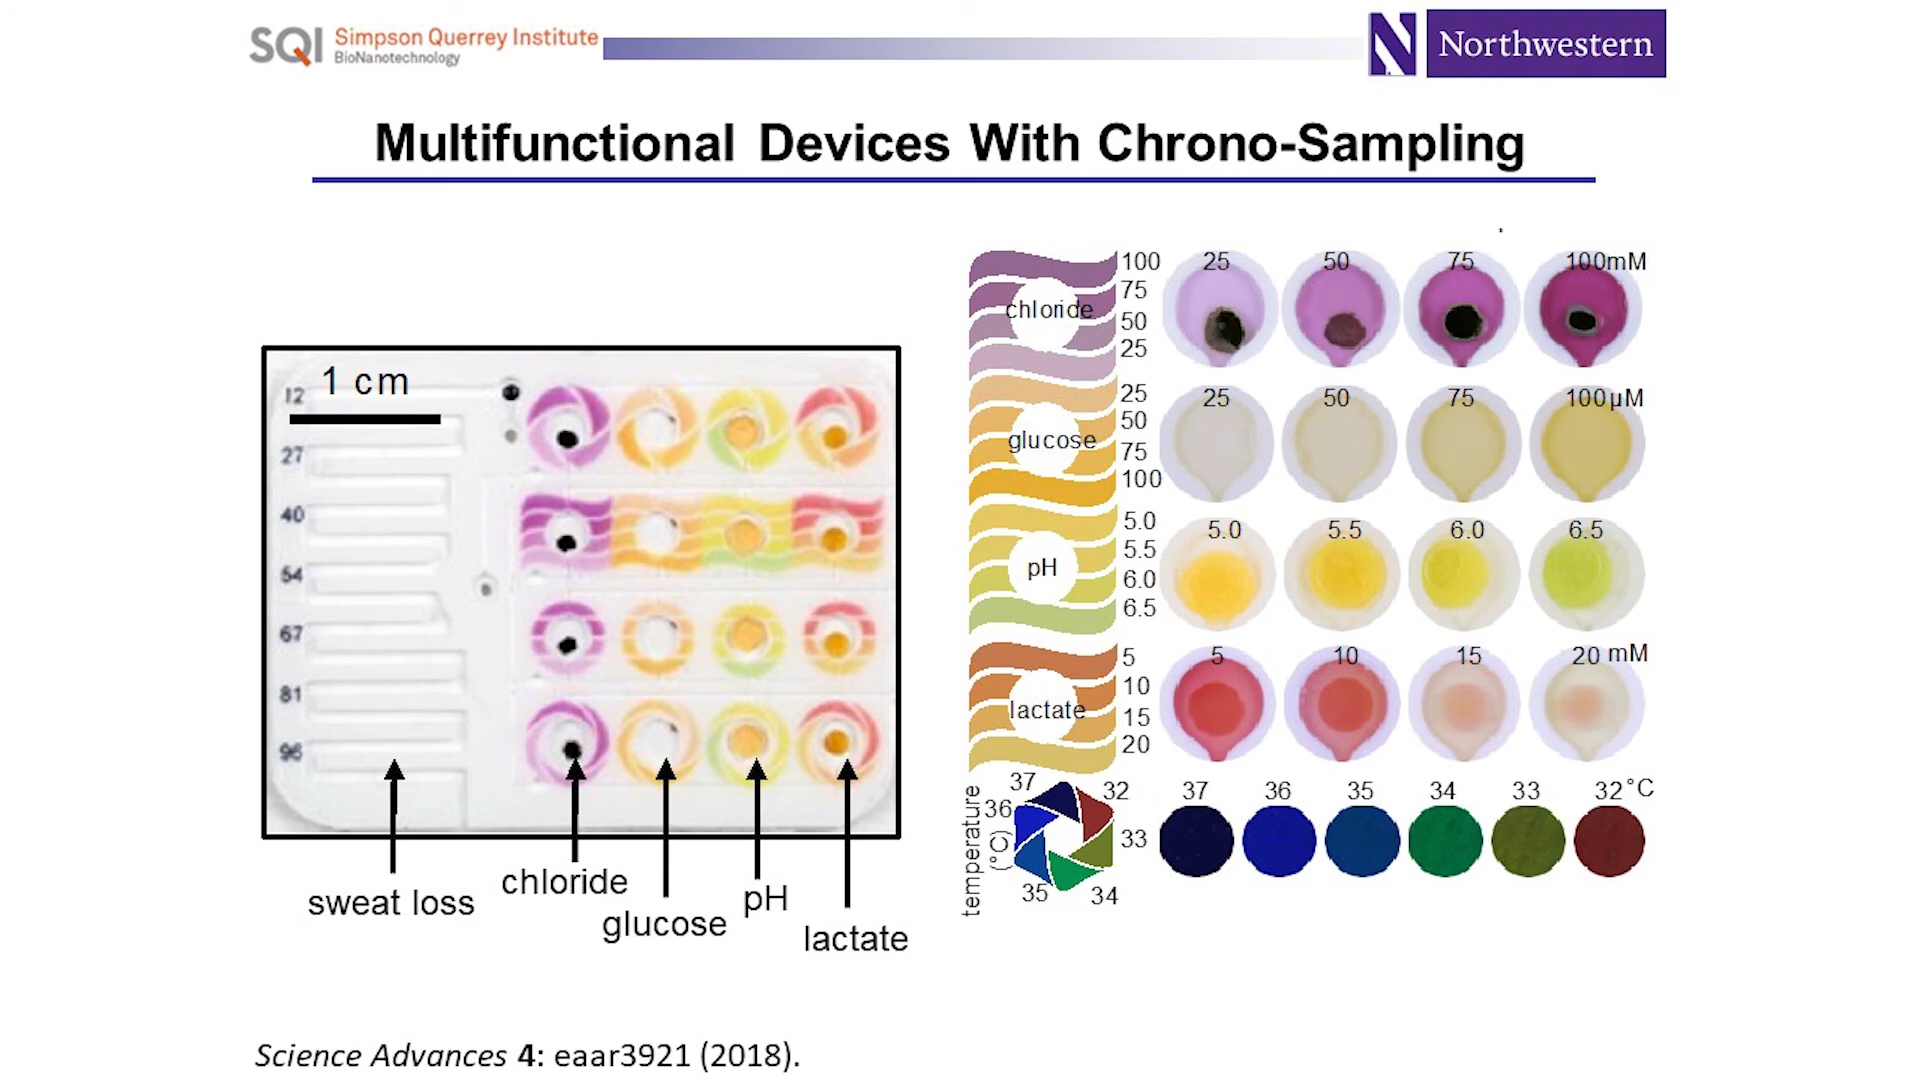 SQI Simpson Querrey Institute
BioNanotechnology
N Northwestern
Multifunctional Devices With Chrono-Sampling
1 cm
12
27
40
54
67
81
96
sweat loss
chloride
glucose
pH
lactate
chloride
100
75
50
25
25 50 75 100mM
glucose
25
50
75
100
25 50 75 100µM
pH
5.0
5.5
6.0
6.5
5.0 5.5 6.0 6.5
lactate
5
10
15
20
5 10 15 20 mM
temperature
(°C)
37
32
36
33
35
34
37 36 35 34 33 32°C
Science Advances 4: eaar3921 (2018).